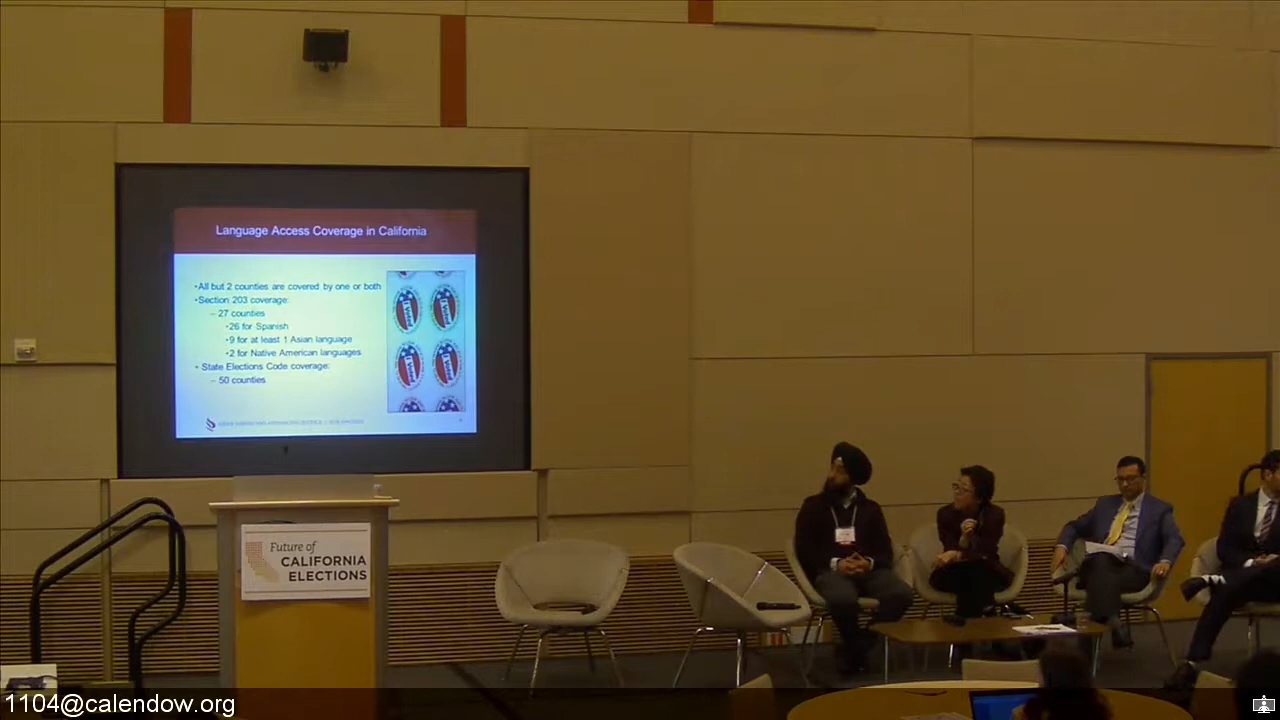 Language Access Coverage in California
•All but 2 counties are covered by one or both
•Section 203 coverage:
– 27 counties
•26 for Spanish
•9 for at least 1 Asian language
•2 for Native American languages
• State Elections Code coverage:
– 50 counties
Future of
CALIFORNIA
ELECTIONS
1104@calendow.org